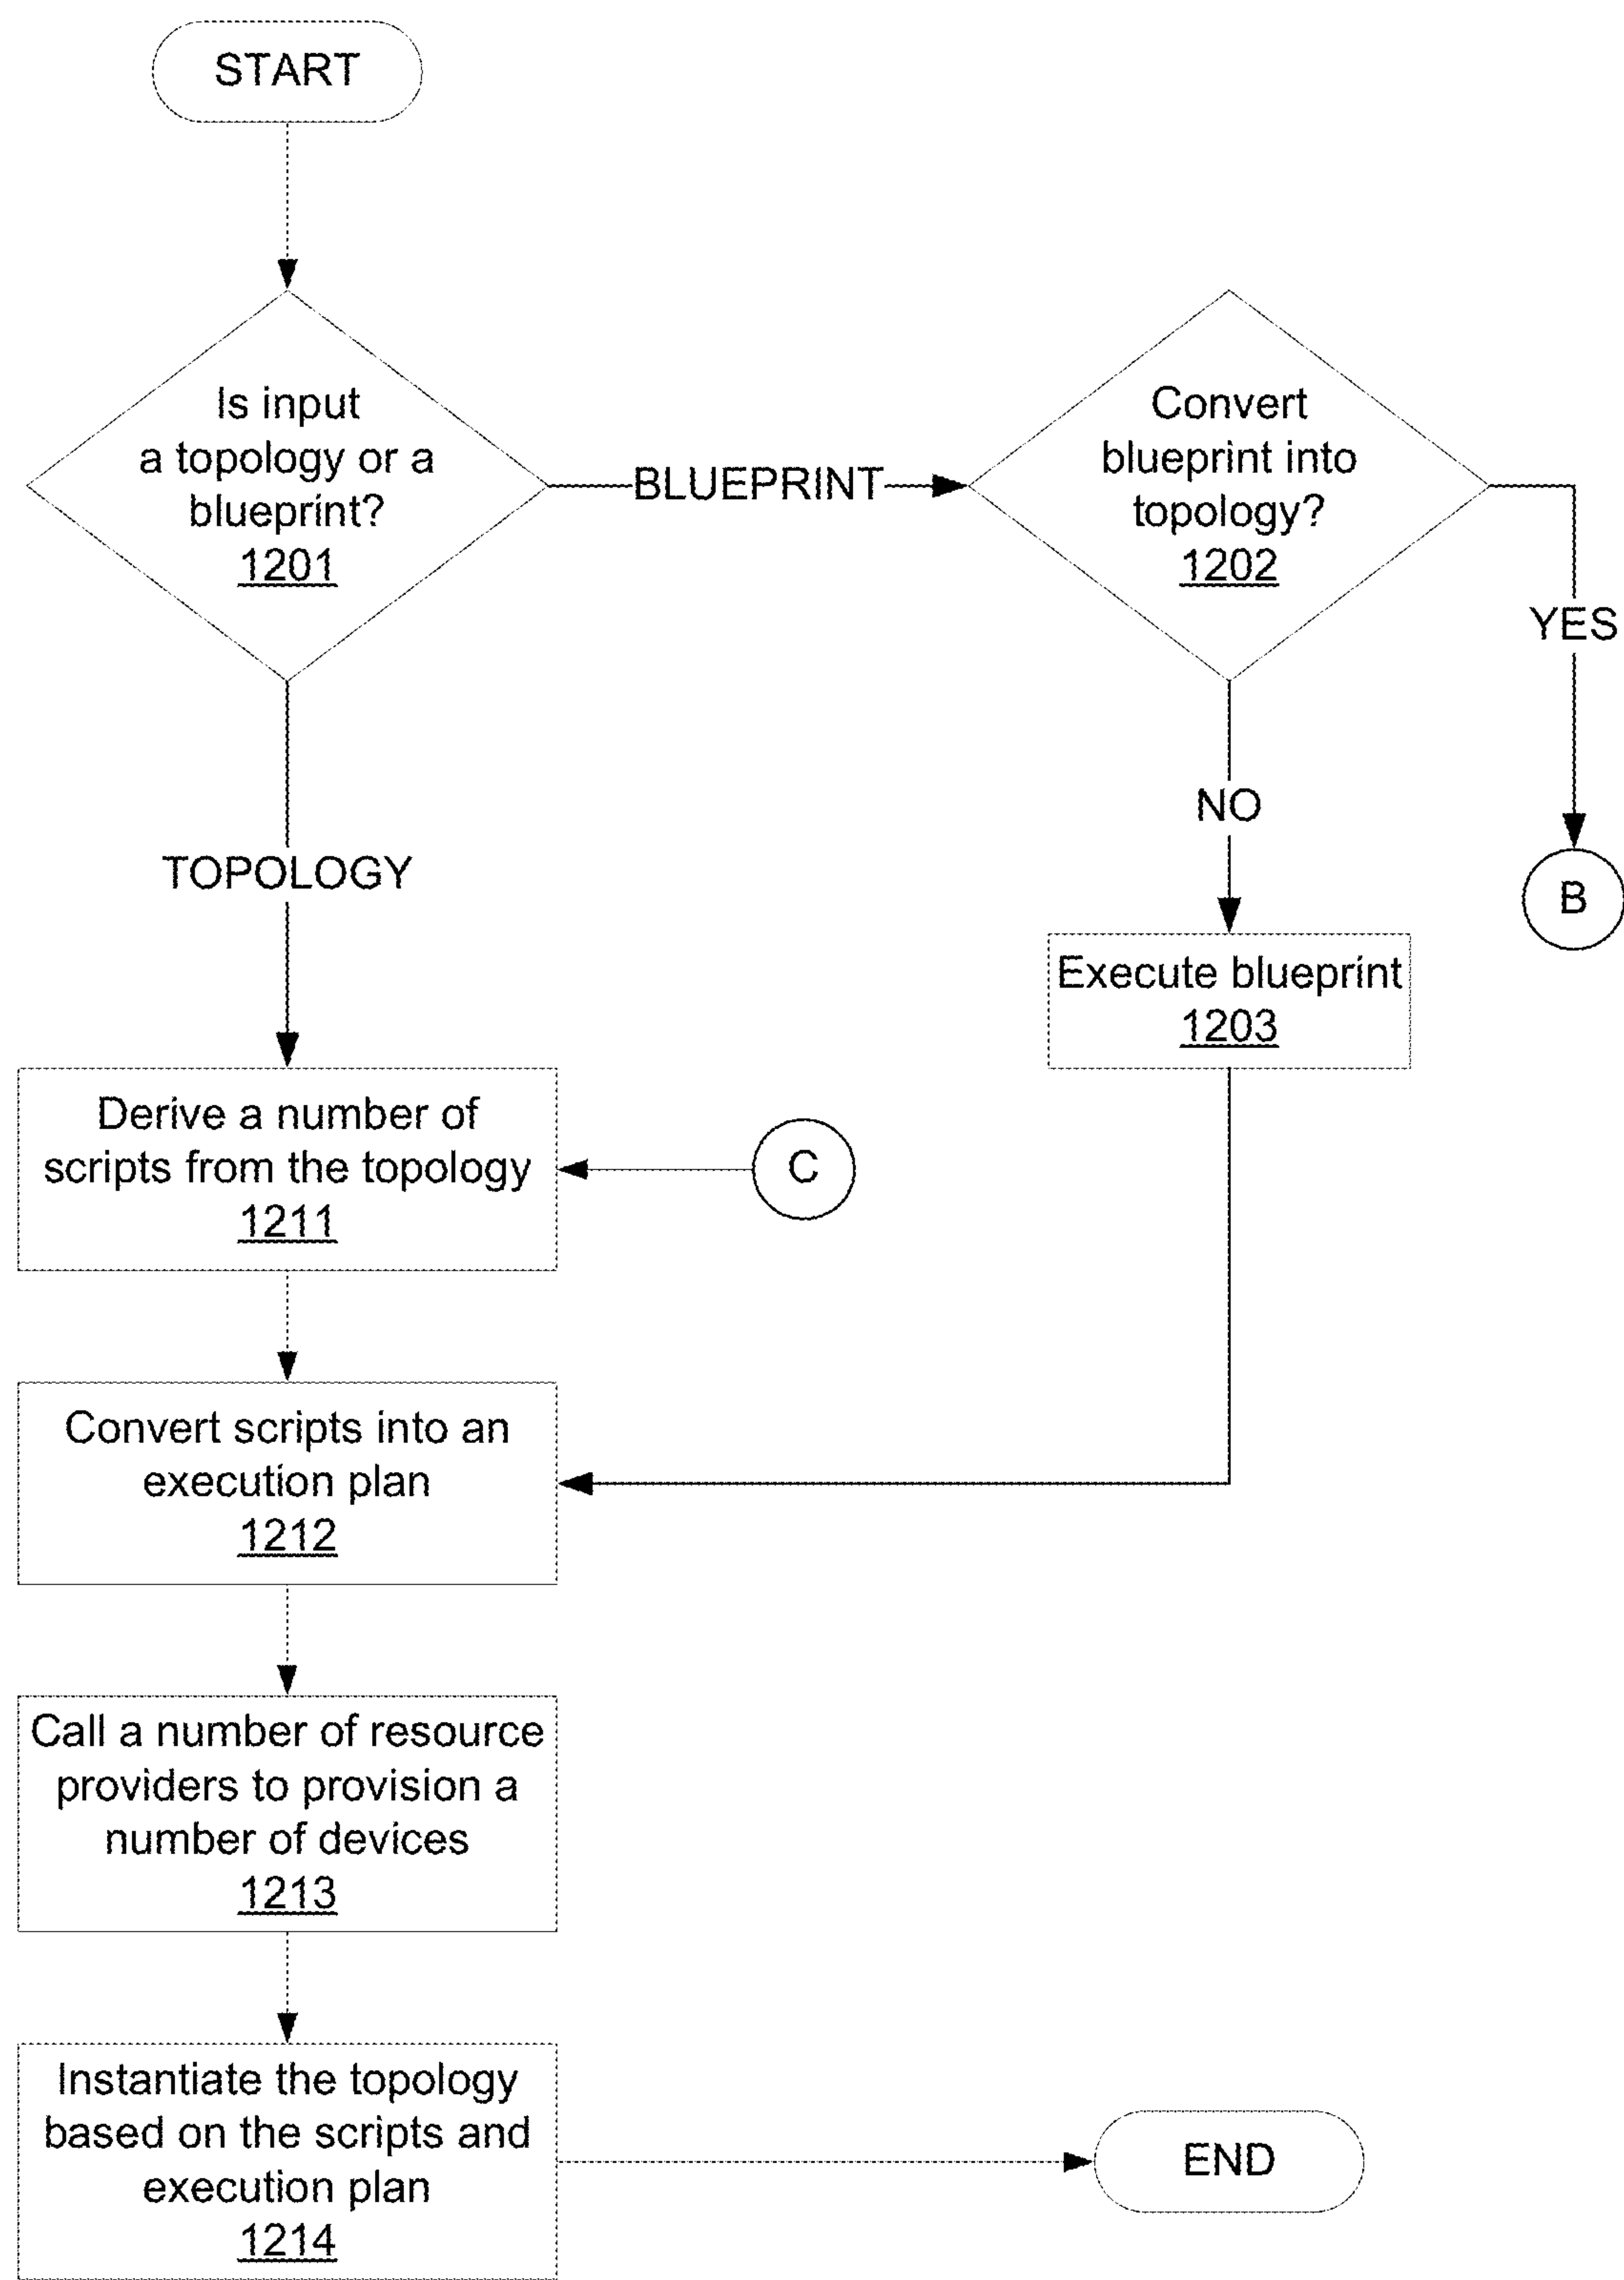 START
Is input
a topology or a
blueprint?
1201
BLUEPRINT
Convert
blueprint into
topology?
1202
YES
NO
TOPOLOGY
B
Execute blueprint
1203
Derive a number of
scripts from the topology
1211
C
Convert scripts into an
execution plan
1212
Call a number of resource
providers to provision a
number of devices
1213
Instantiate the topology
based on the scripts and
execution plan
1214
END